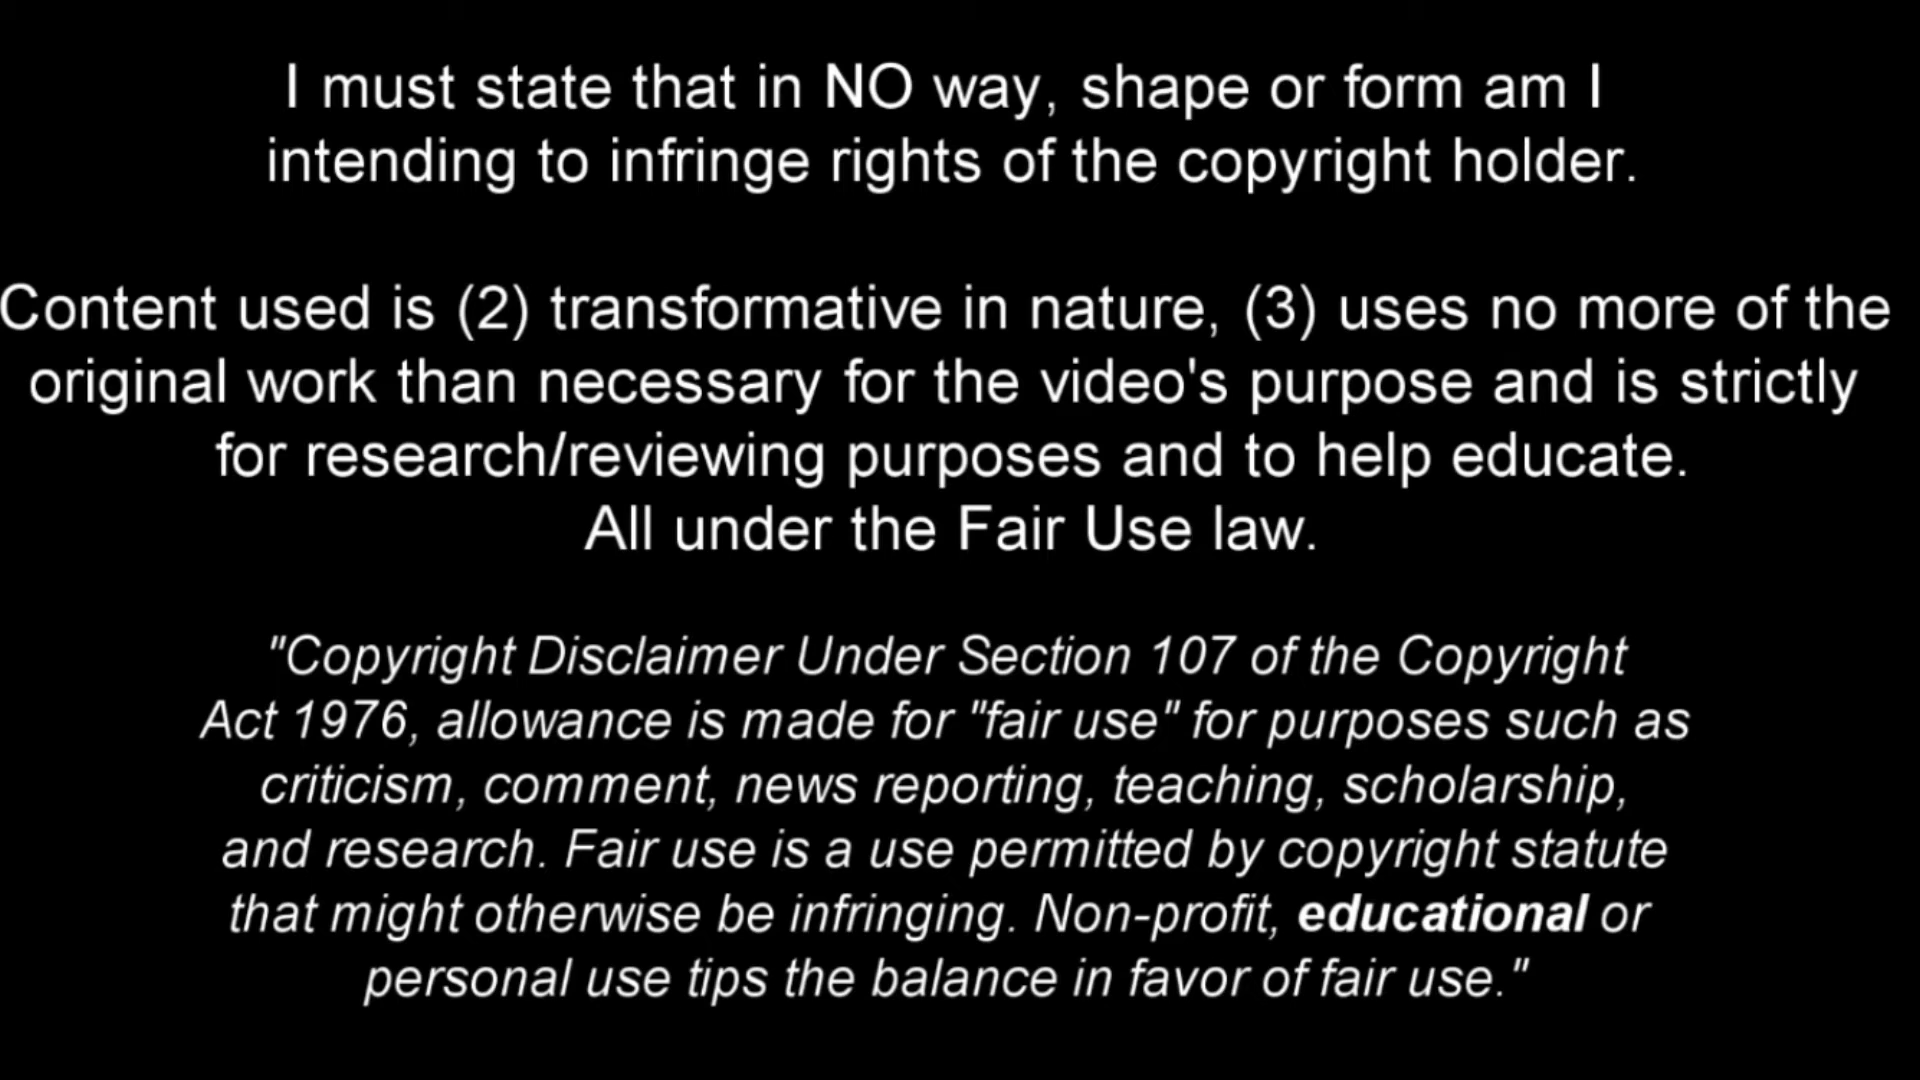 I must state that in NO way, shape or form am I
intending to infringe rights of the copyright holder.
Content used is (2) transformative in nature, (3) uses no more of the
original work than necessary for the video's purpose and is strictly
for research/reviewing purposes and to help educate.
All under the Fair Use law.
"Copyright Disclaimer Under Section 107 of the Copyright
Act 1976, allowance is made for "fair use" for purposes such as
criticism, comment, news reporting, teaching, scholarship,
and research. Fair use is a use permitted by copyright statute
that might otherwise be infringing. Non-profit, educational or
personal use tips the balance in favor of fair use."